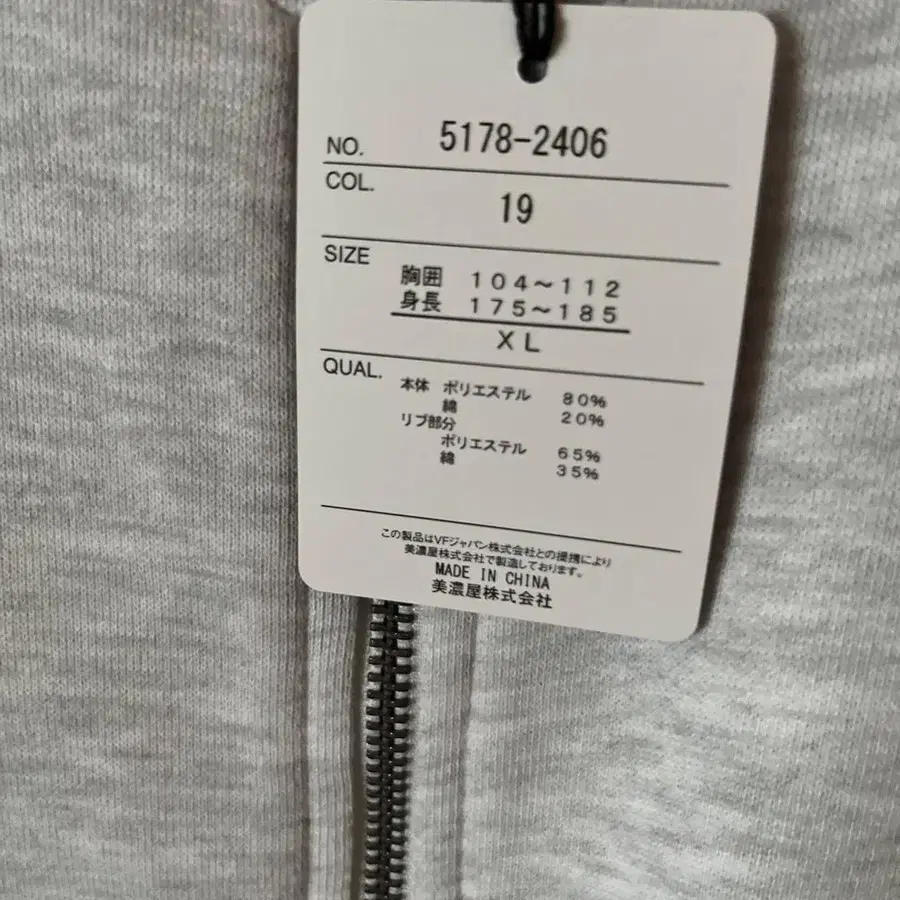 NO. 5178-2406
COL. 19
SIZE
胸囲 104〜112
身長 175〜185
XL
QUAL.
本体 ポリエステル 80%
綿 20%
リブ部分
ポリエステル 65%
綿 35%
この製品はVFジャパン株式会社との提携により
美濃屋株式会社で製造しております。
MADE IN CHINA
美濃屋株式会社